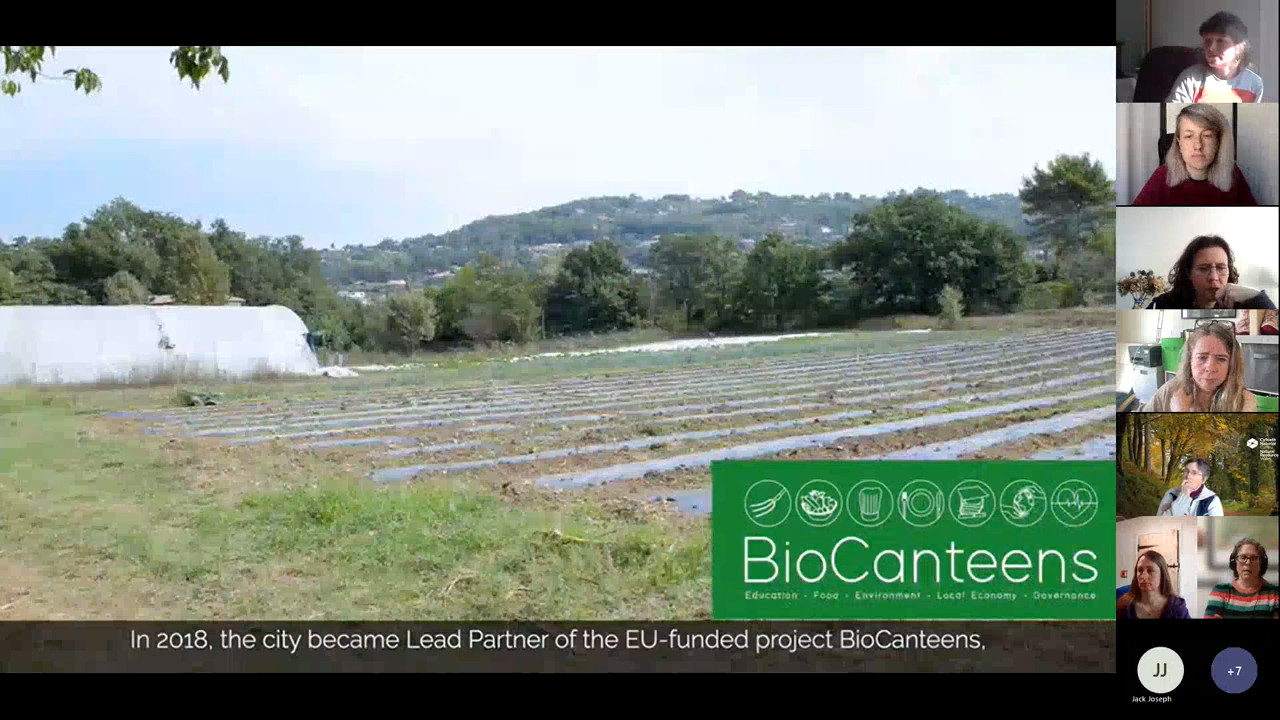 BioCanteens
Education - Food - Environment - Local Economy - Governance
In 2018, the city became Lead Partner of the EU-funded project BioCanteens,
JJ
Jack Joseph
+7